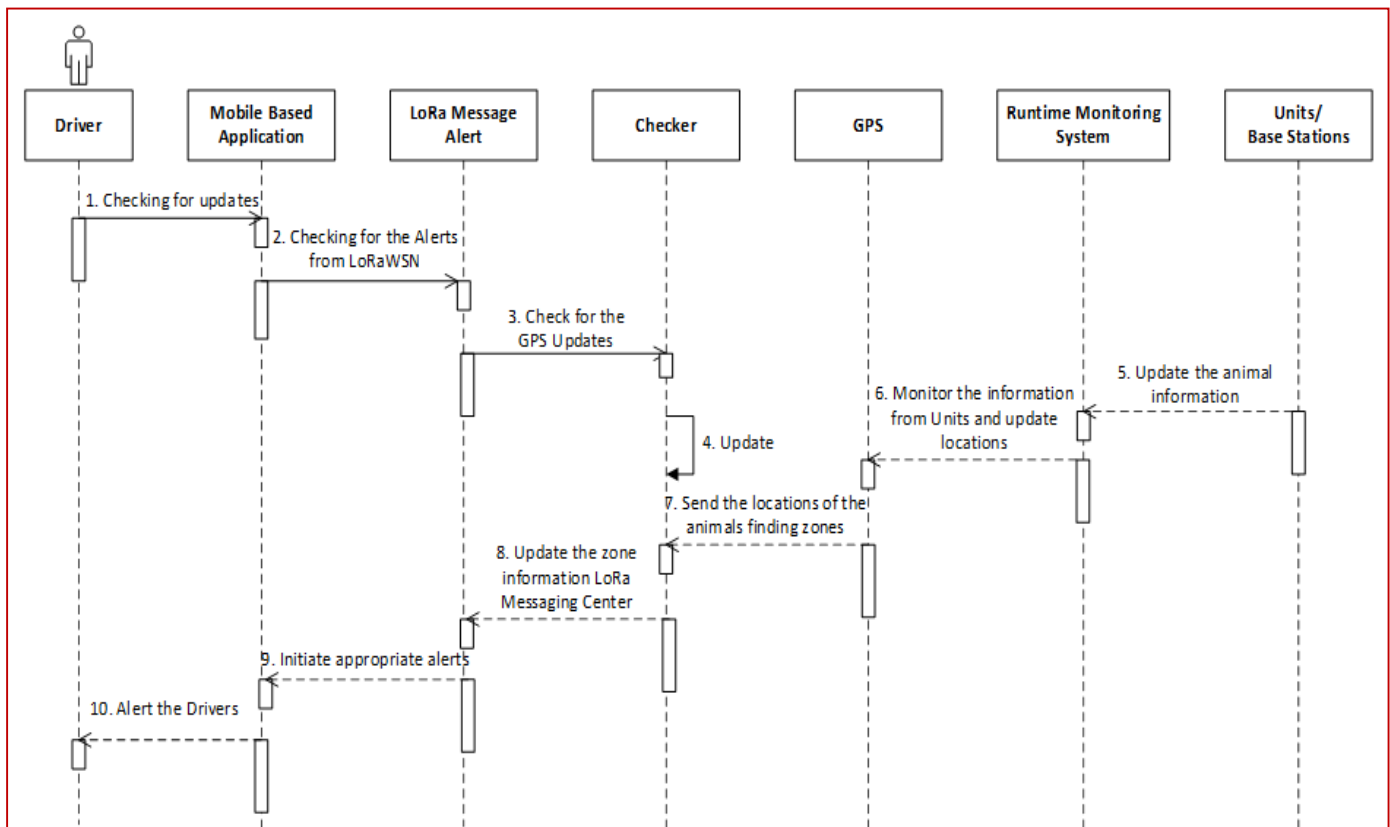 Driver
Mobile Based
Application
LoRa Message
Alert
Checker
GPS
Runtime Monitoring
System
Units/
Base Stations
1. Checking for updates
2. Checking for the Alerts
from LoRaWSN
3. Check for the
GPS Updates
4. Update
5. Update the animal
information
6. Monitor the information
from Units and update
locations
7. Send the locations of the
animals finding zones
8. Update the zone
information LoRa
Messaging Center
9. Initiate appropriate alerts
10. Alert the Drivers